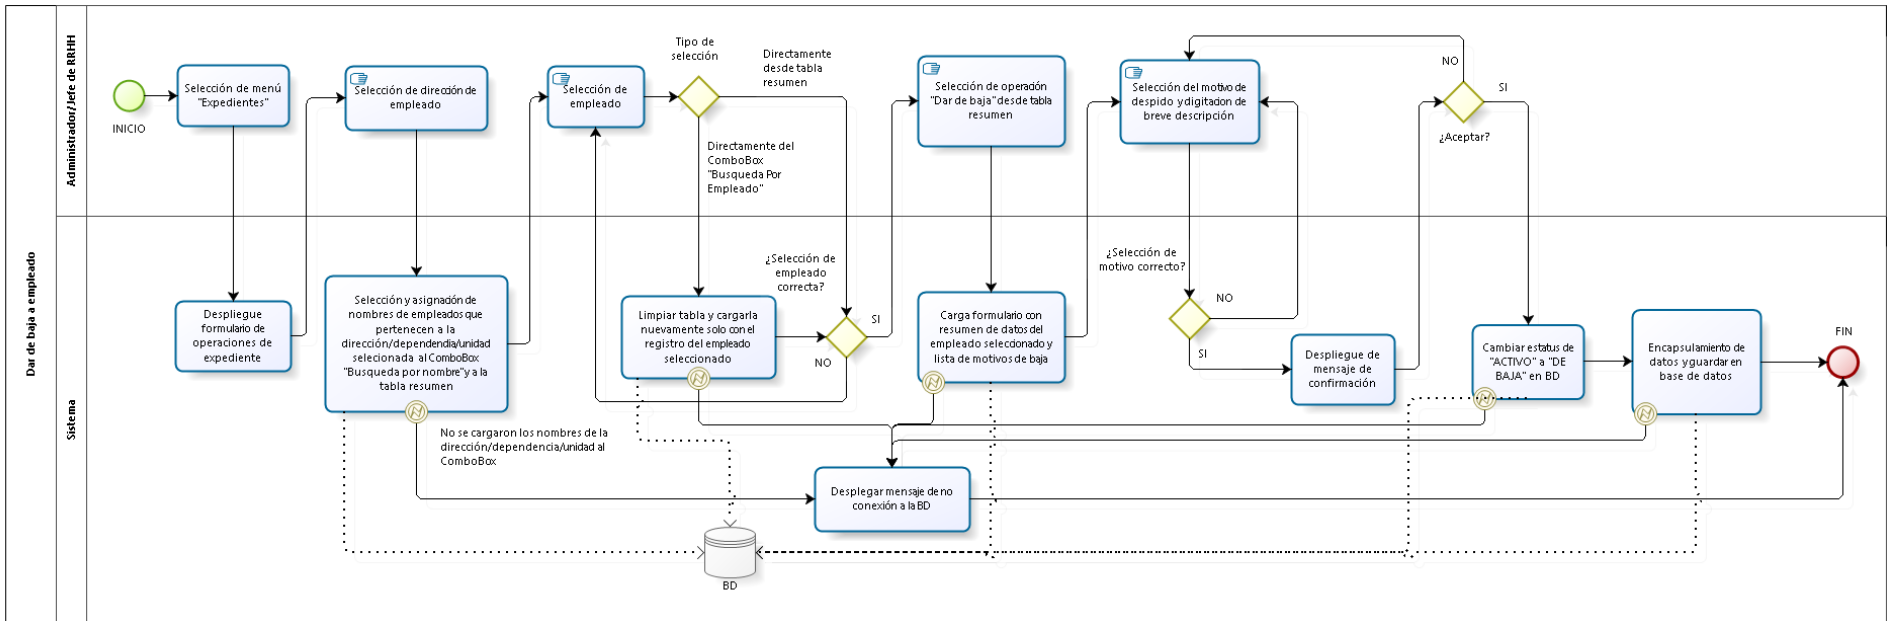 Dar de baja a empleado
Administrador/Jefe de RRHH
INICIO
Selección de menú
"Expedientes"
Selección de dirección de
empleado
Selección de
empleado
Tipo de
selección
Directamente
desde tabla
resumen
Directamente del
ComboBox
"Busqueda Por
Empleado"
Selección de operación
"Dar de baja" desde tabla
resumen
Selección del motivo de
despido y digitacion de
breve descripción
NO
SI
¿Aceptar?
Sistema
Despliegue
formulario de
operaciones de
expediente
Selección y asignación de
nombres de empleados que
pertenecen a la
dirección/dependendia/unidad
selecionada al ComboBox
"Busqueda por nombre" y a la
tabla resumen
No se cargaron los nombres de la
dirección/dependencia/unidad al
ComboBox
Limpiar tabla y cargarla
nuevamente solo con el
registro del empleado
seleccionado
¿Selección de
empleado
correcta?
SI
NO
Carga formulario con
resumen de datos del
empleado seleccionado y
lista de motivos de baja
¿Selección de
motivo correcto?
NO
SI
Despliegue de
mensaje de
confirmación
Cambiar estatus de
"ACTIVO" a "DE
BAJA" en BD
Encapsulamiento de
datos y guardar en
base de datos
FIN
Desplegar mensaje de no
conexión a la BD
BD